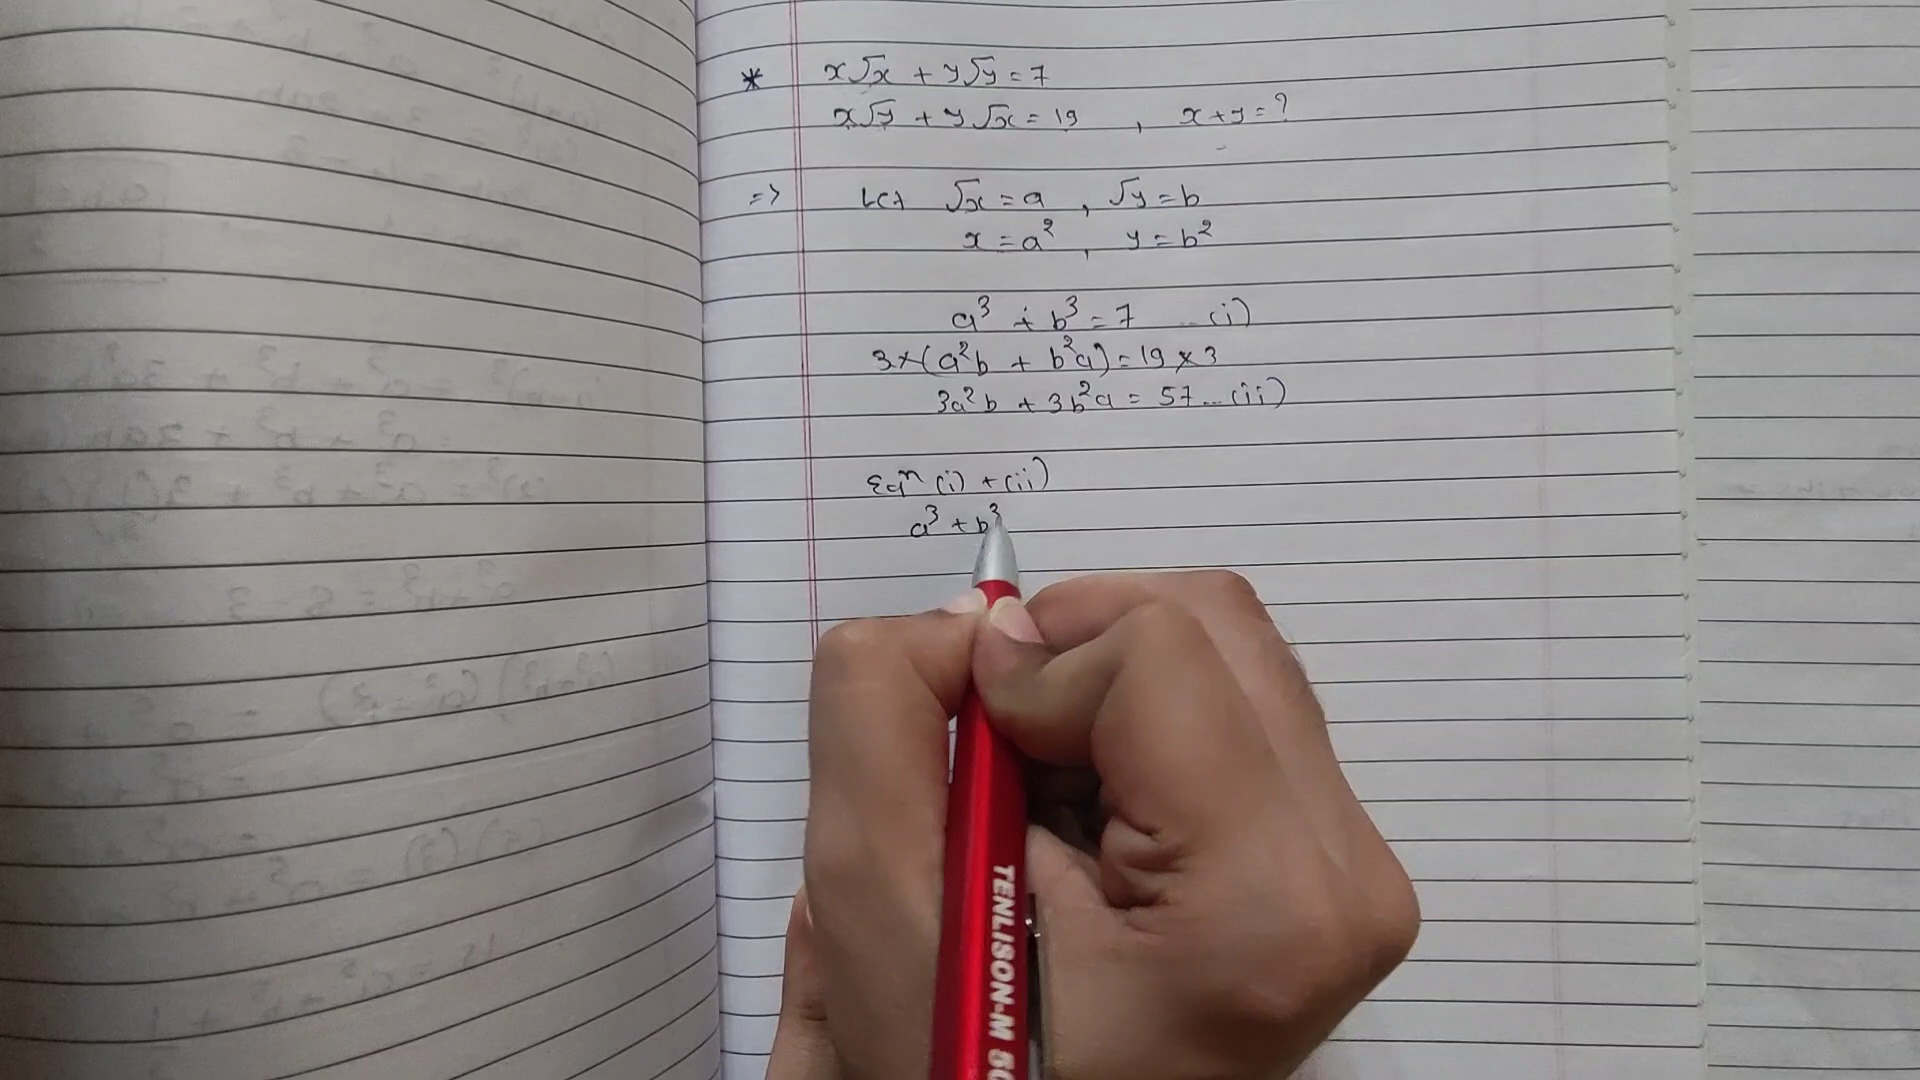 * x√x + y√y = 7
x√y + y√x = 19 , x+y = ?
=> Let √x = a , √y = b
x = a² , y = b²
a³ + b³ = 7 ...(i)
3×(a²b + b²a) = 19 × 3
3a²b + 3b²a = 57 ...(ii)
Eqⁿ (i) + (ii)
a³ + b³
TENLISON-M